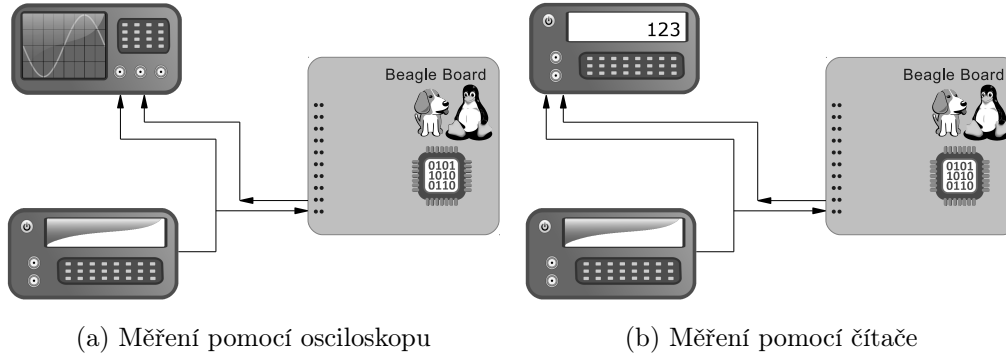 Beagle Board
0101
1010
0110
(a) Měření pomocí osciloskopu
123
Beagle Board
0101
1010
0110
(b) Měření pomocí čítače